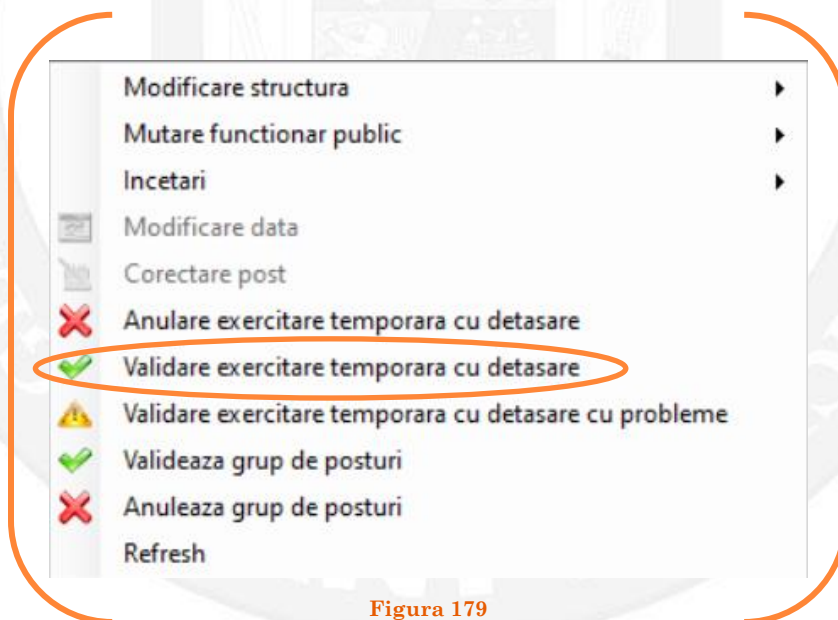 Modificare structura
Mutare functionar public
Incetari
Modificare data
Corectare post
Anulare exercitare temporara cu detasare
Validare exercitare temporara cu detasare
Validare exercitare temporara cu detasare cu probleme
Valideaza grup de posturi
Anuleaza grup de posturi
Refresh
Figura 179